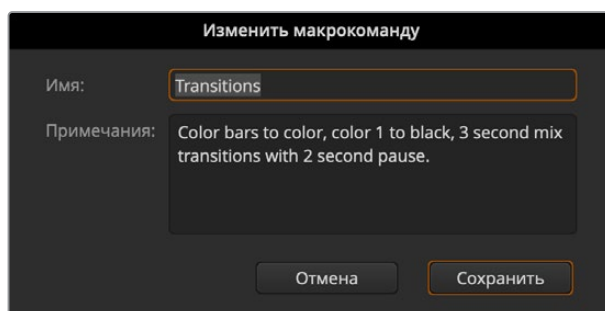 Изменить макрокоманду
Имя: Transitions
Примечания: Color bars to color, color 1 to black, 3 second mix
transitions with 2 second pause.
Отмена Сохранить